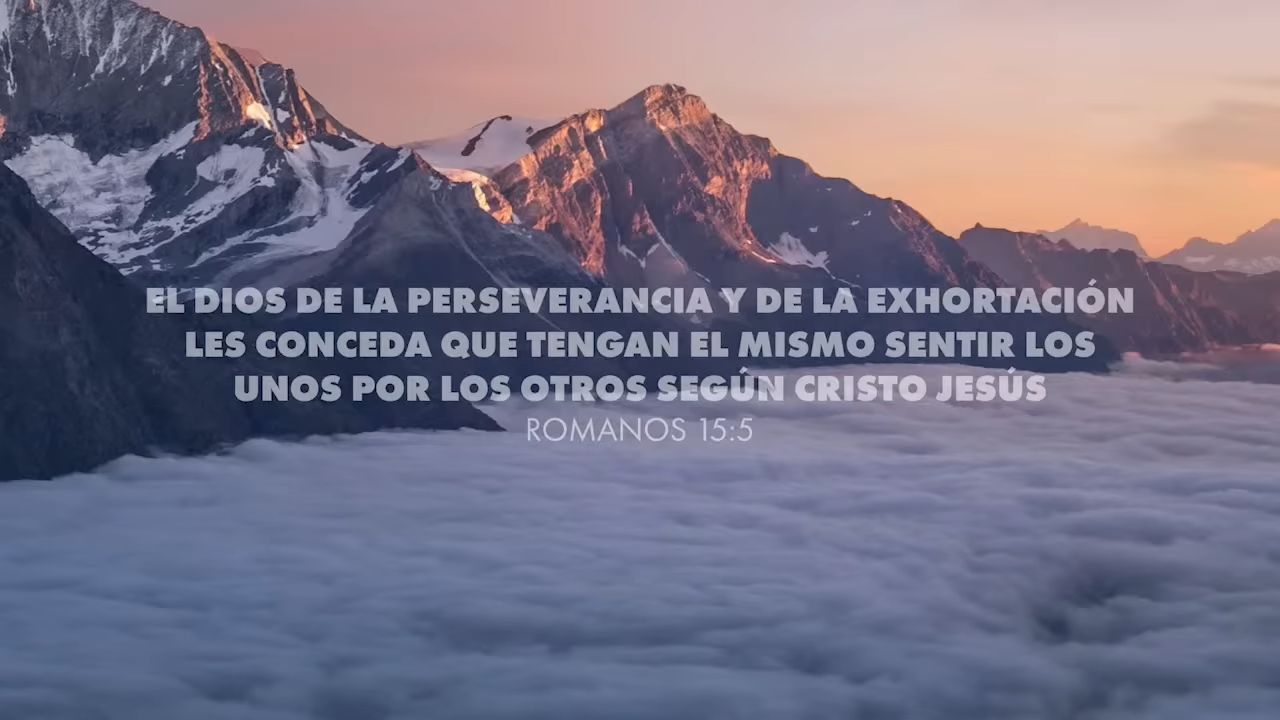 EL DIOS DE LA PERSEVERANCIA Y DE LA EXHORTACIÓN
LES CONCEDA QUE TENGAN EL MISMO SENTIR LOS
UNOS POR LOS OTROS SEGÚN CRISTO JESÚS
ROMANOS 15:5